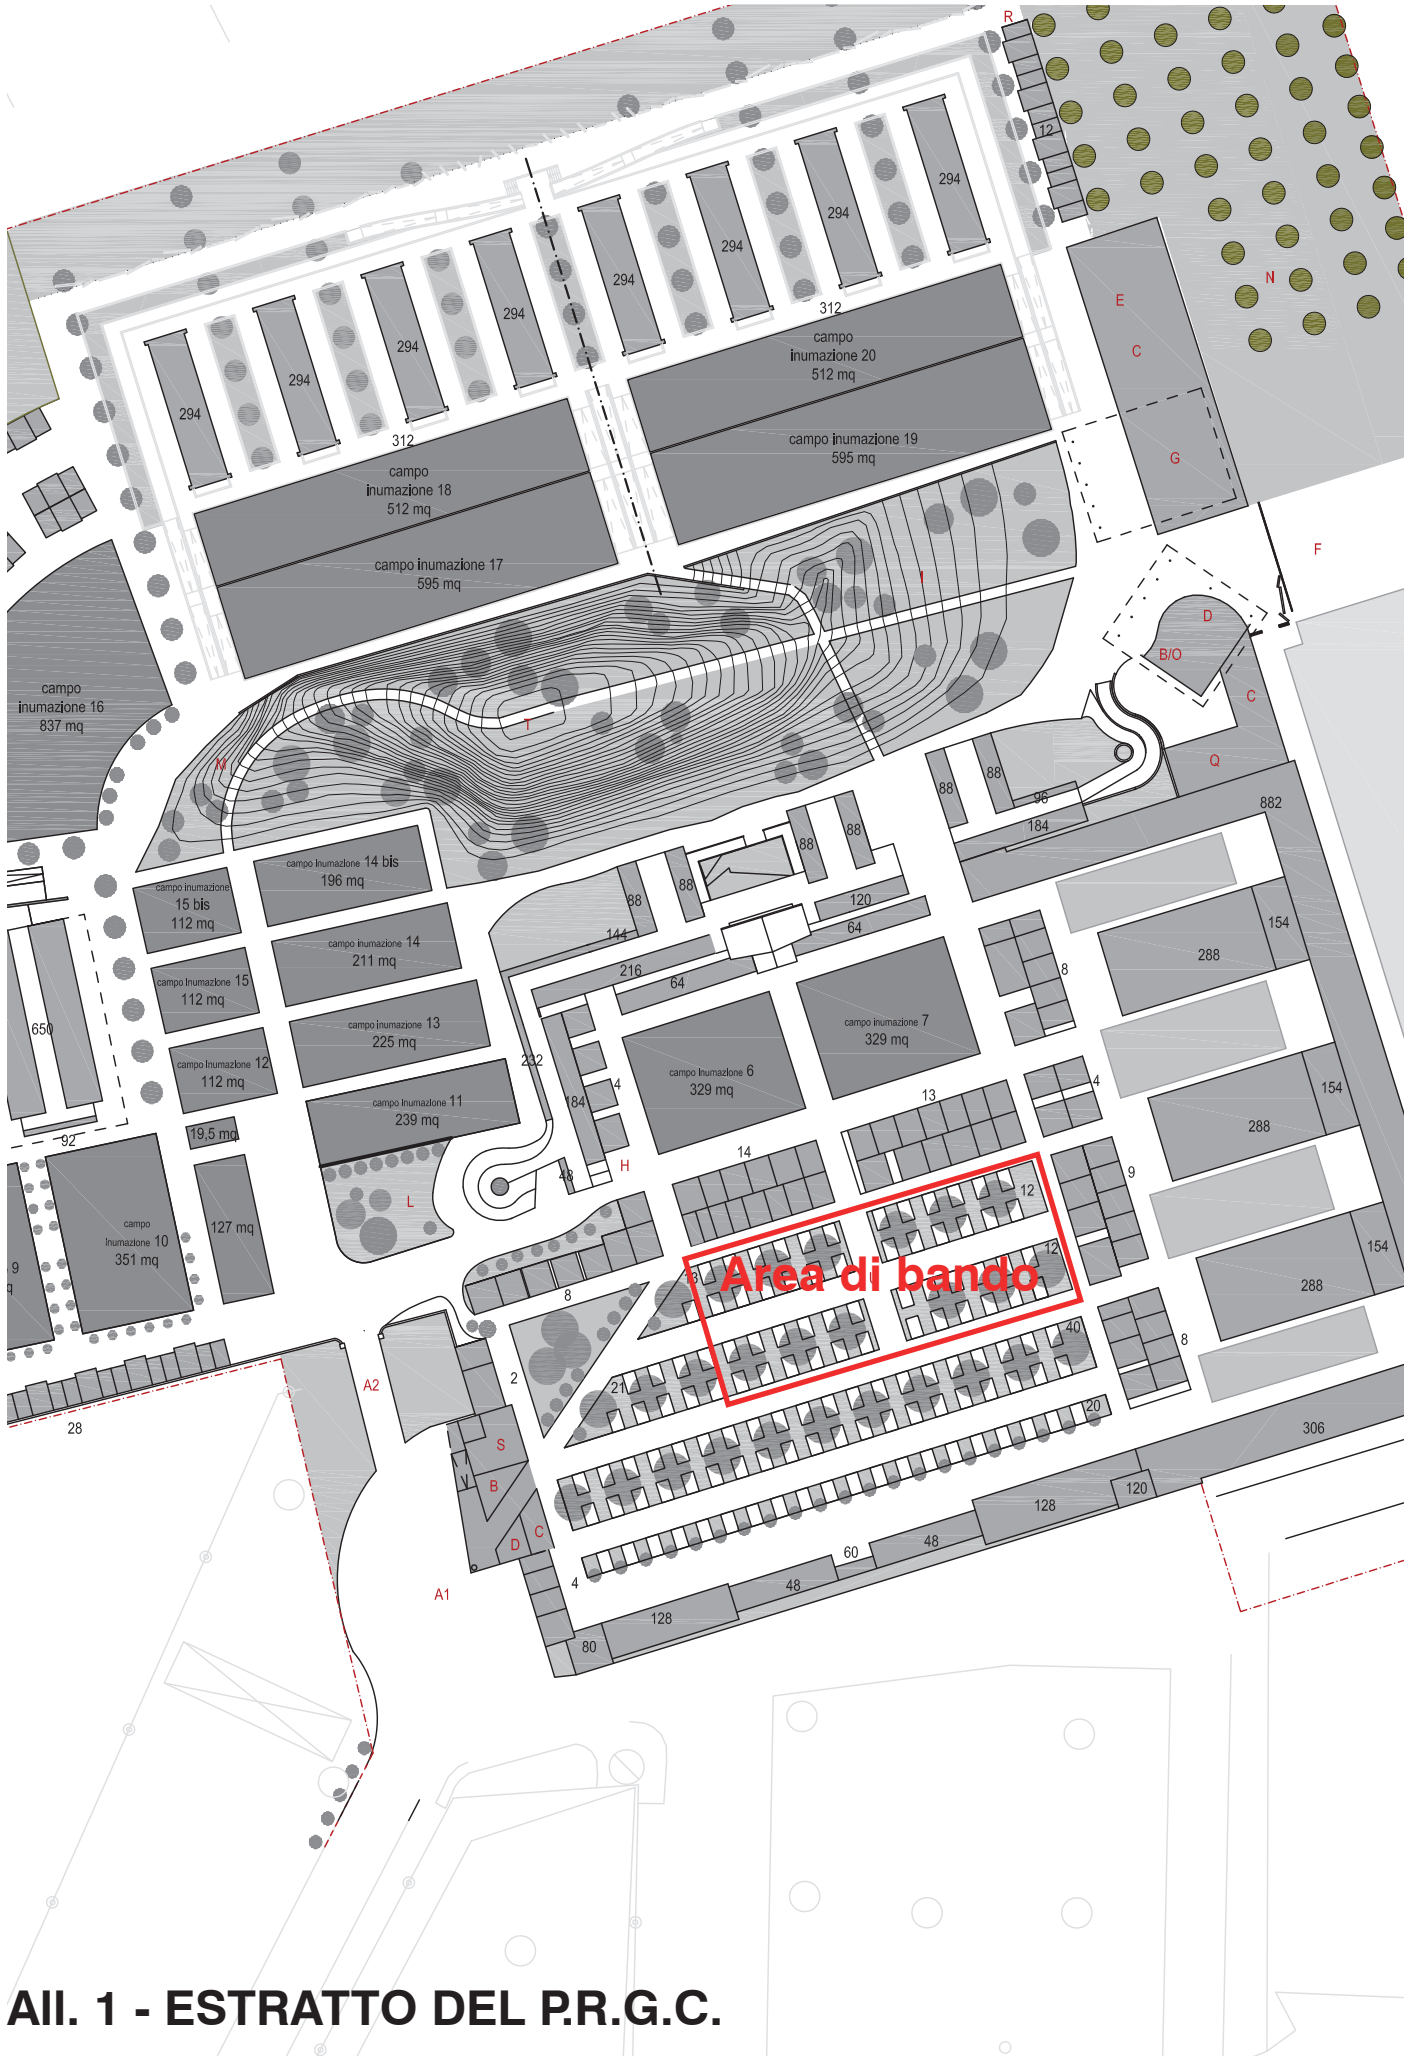 R
12
294
294
294
294
294
294
294
294
N
E
C
312
campo
inumazione 20
512 mq
312
campo inumazione 19
595 mq
G
campo
inumazione 18
512 mq
campo inumazione 17
595 mq
F
I
D
B/O
C
campo
inumazione 16
837 mq
T
M
Q
88
88
96
184
882
88
88
campo inumazione 14 bis
196 mq
campo inumazione
15 bis
112 mq
88
88
120
64
144
216
64
154
288
8
campo inumazione 14
211 mq
campo inumazione 15
112 mq
campo inumazione 7
329 mq
campo inumazione 13
225 mq
650
campo inumazione 12
112 mq
232
184
4
campo inumazione 6
329 mq
13
4
154
288
campo inumazione 11
239 mq
19,5 mq
92
14
H
48
9
L
12
127 mq
campo
inumazione 10
351 mq
9
q
12
154
288
13
Area di bando
8
40
8
2
A2
21
20
28
306
S
B
120
128
C
D
48
60
4
48
A1
128
80
All. 1 - ESTRATTO DEL P.R.G.C.